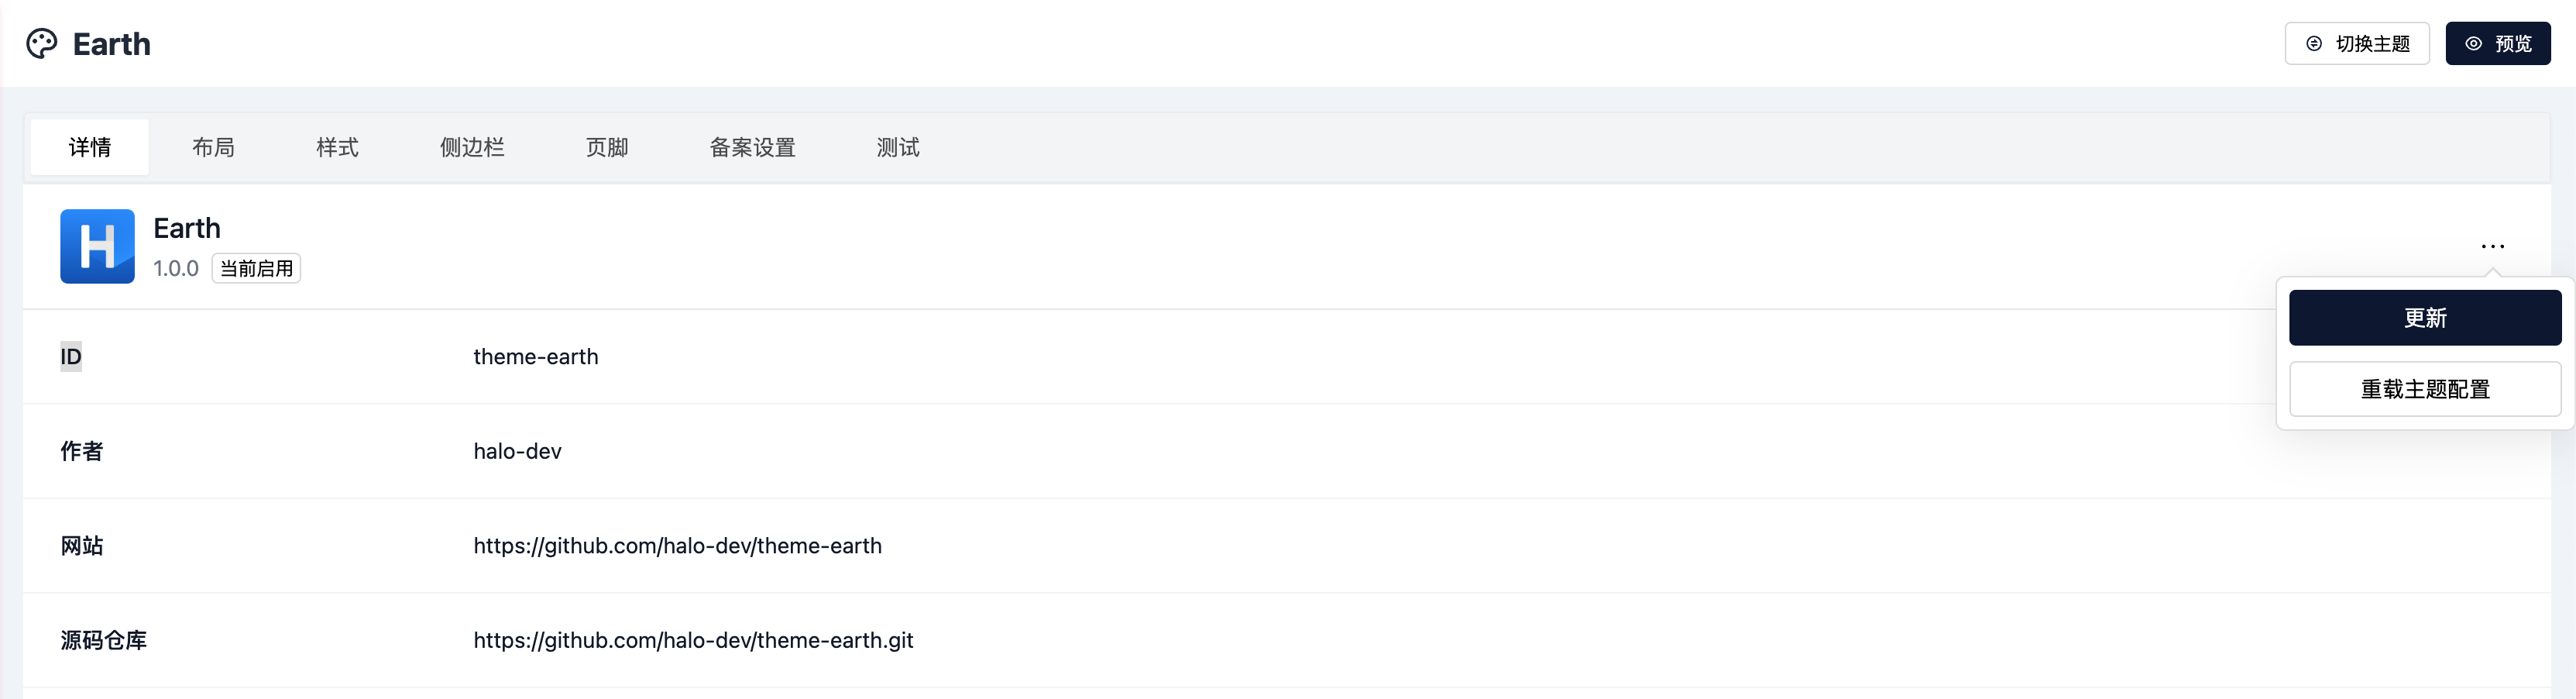 Earth
切换主题
预览
详情 布局 样式 侧边栏 页脚 备案设置 测试
H
Earth
1.0.0 当前启用
...
更新
重载主题配置
ID theme-earth
作者 halo-dev
网站 https://github.com/halo-dev/theme-earth
源码仓库 https://github.com/halo-dev/theme-earth.git